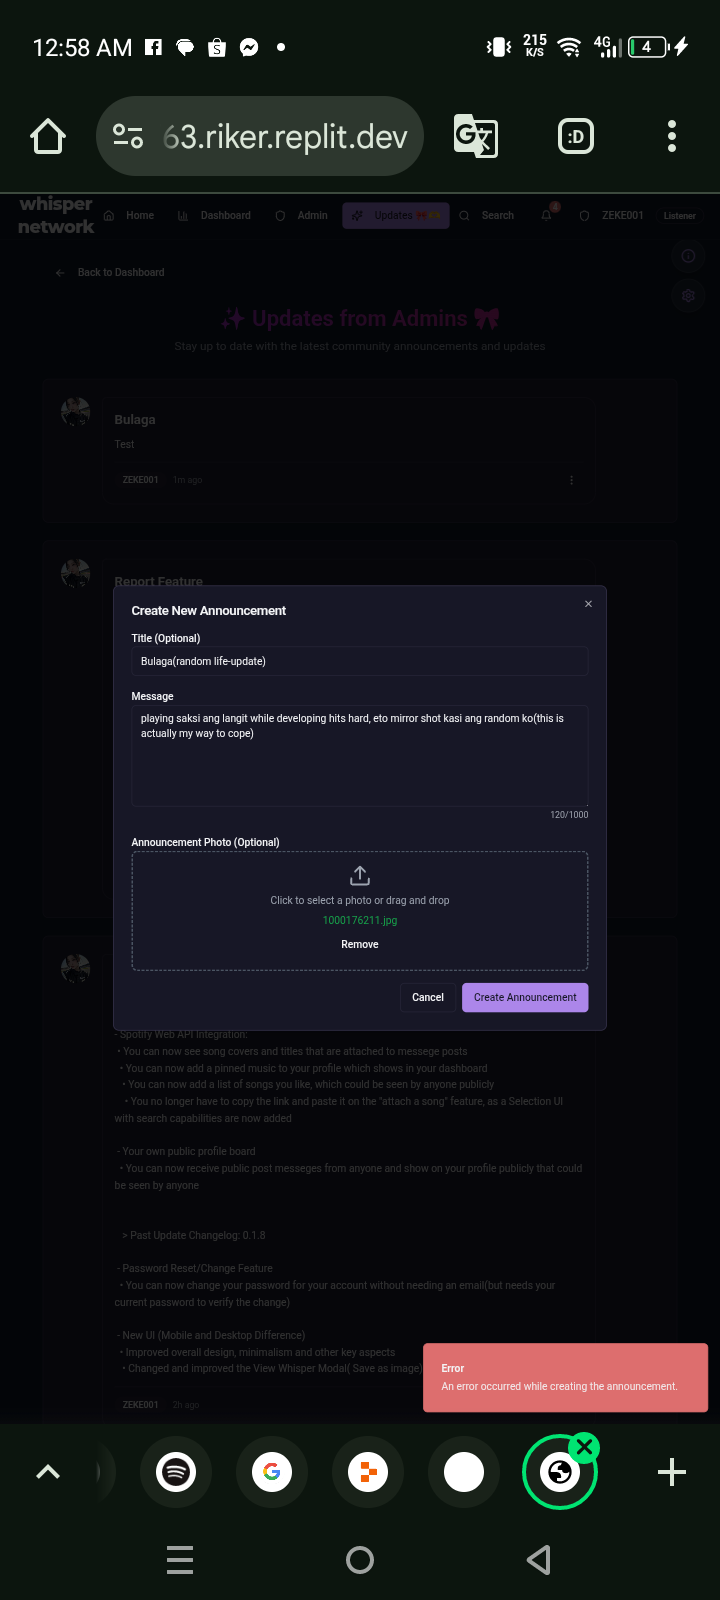 12:58 AM
215
K/S
4G
4
63.riker.replit.dev
:D
whisper
network
Home
Dashboard
Admin
Updates
Search
4
ZEKE001
Listener
Back to Dashboard
✨ Updates from Admins 🎀
Stay up to date with the latest community announcements and updates
Bulaga
Test
ZEKE001
1m ago
Report Feature
Create New Announcement
Title (Optional)
Bulaga(random life-update)
Message
playing saksi ang langit while developing hits hard, eto mirror shot kasi ang random ko(this is
actually my way to cope)
120/1000
Announcement Photo (Optional)
Click to select a photo or drag and drop
1000176211.jpg
Remove
Cancel
Create Announcement
- Spotify Web API Integration:
• You can now see song covers and titles that are attached to messege posts
• You can now add a pinned music to your profile which shows in your dashboard
• You can now add a list of songs you like, which could be seen by anyone publicly
• You no longer have to copy the link and paste it on the "attach a song" feature, as a Selection UI
with search capabilities are now added
- Your own public profile board
• You can now receive public post messeges from anyone and show on your profile publicly that could
be seen by anyone
> Past Update Changelog: 0.1.8
- Password Reset/Change Feature
• You can now change your password for your account without needing an email(but needs your
current password to verify the change)
- New UI (Mobile and Desktop Difference)
• Improved overall design, minimalism and other key aspects
• Changed and improved the View Whisper Modal( Save as image)
ZEKE001
2h ago
Error
An error occurred while creating the announcement.